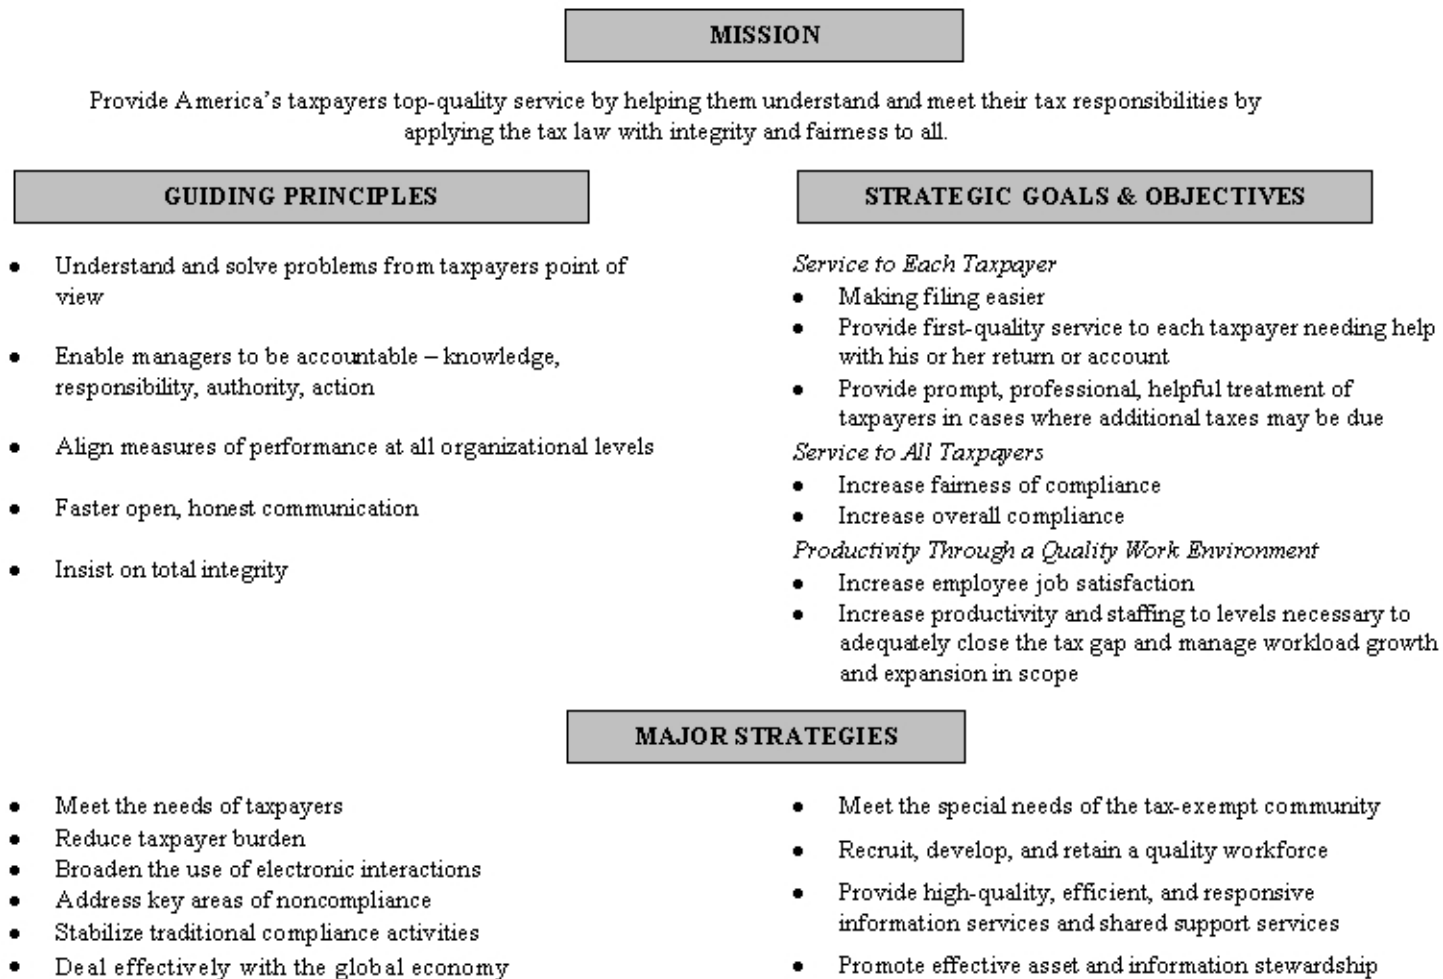 MISSION
Provide America's taxpayers top-quality service by helping them understand and meet their tax responsibilities by
applying the tax law with integrity and fairness to all.
GUIDING PRINCIPLES
● Understand and solve problems from taxpayers point of
view
● Enable managers to be accountable – knowledge,
responsibility, authority, action
● Align measures of performance at all organizational levels
● Faster open, honest communication
● Insist on total integrity
STRATEGIC GOALS & OBJECTIVES
Service to Each Taxpayer
● Making filing easier
● Provide first-quality service to each taxpayer needing help
with his or her return or account
● Provide prompt, professional, helpful treatment of
taxpayers in cases where additional taxes may be due
Service to All Taxpayers
● Increase fairness of compliance
● Increase overall compliance
Productivity Through a Quality Work Environment
● Increase employee job satisfaction
● Increase productivity and staffing to levels necessary to
adequately close the tax gap and manage workload growth
and expansion in scope
MAJOR STRATEGIES
● Meet the needs of taxpayers
● Reduce taxpayer burden
● Broaden the use of electronic interactions
● Address key areas of noncompliance
● Stabilize traditional compliance activities
● Deal effectively with the global economy
● Meet the special needs of the tax-exempt community
● Recruit, develop, and retain a quality workforce
● Provide high-quality, efficient, and responsive
information services and shared support services
● Promote effective asset and information stewardship